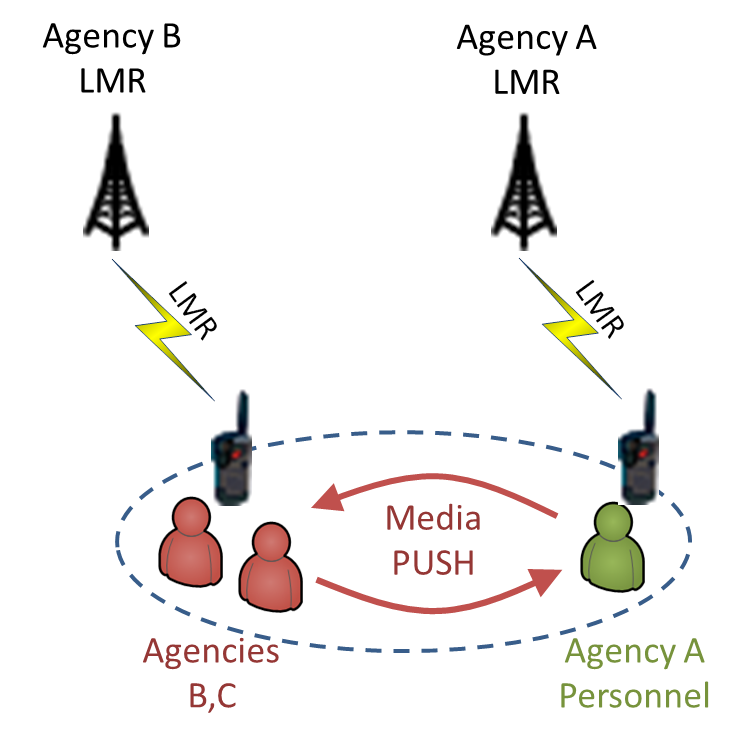 Agency B
LMR
Agency A
LMR
LMR
LMR
Media
PUSH
Agencies
B,C
Agency A
Personnel